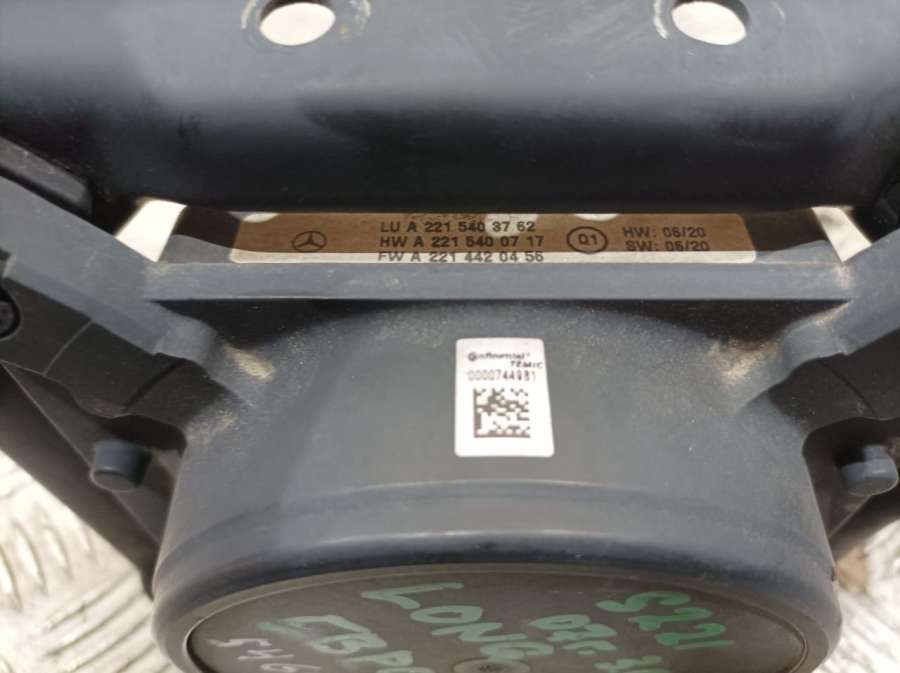 LU A 221 540 37 62
HW A 221 540 07 17
FW A 221 442 04 56
Q1
HW: 06/20
SW: 06/20
Continental
TEMIC
0000744981
S221
LONG